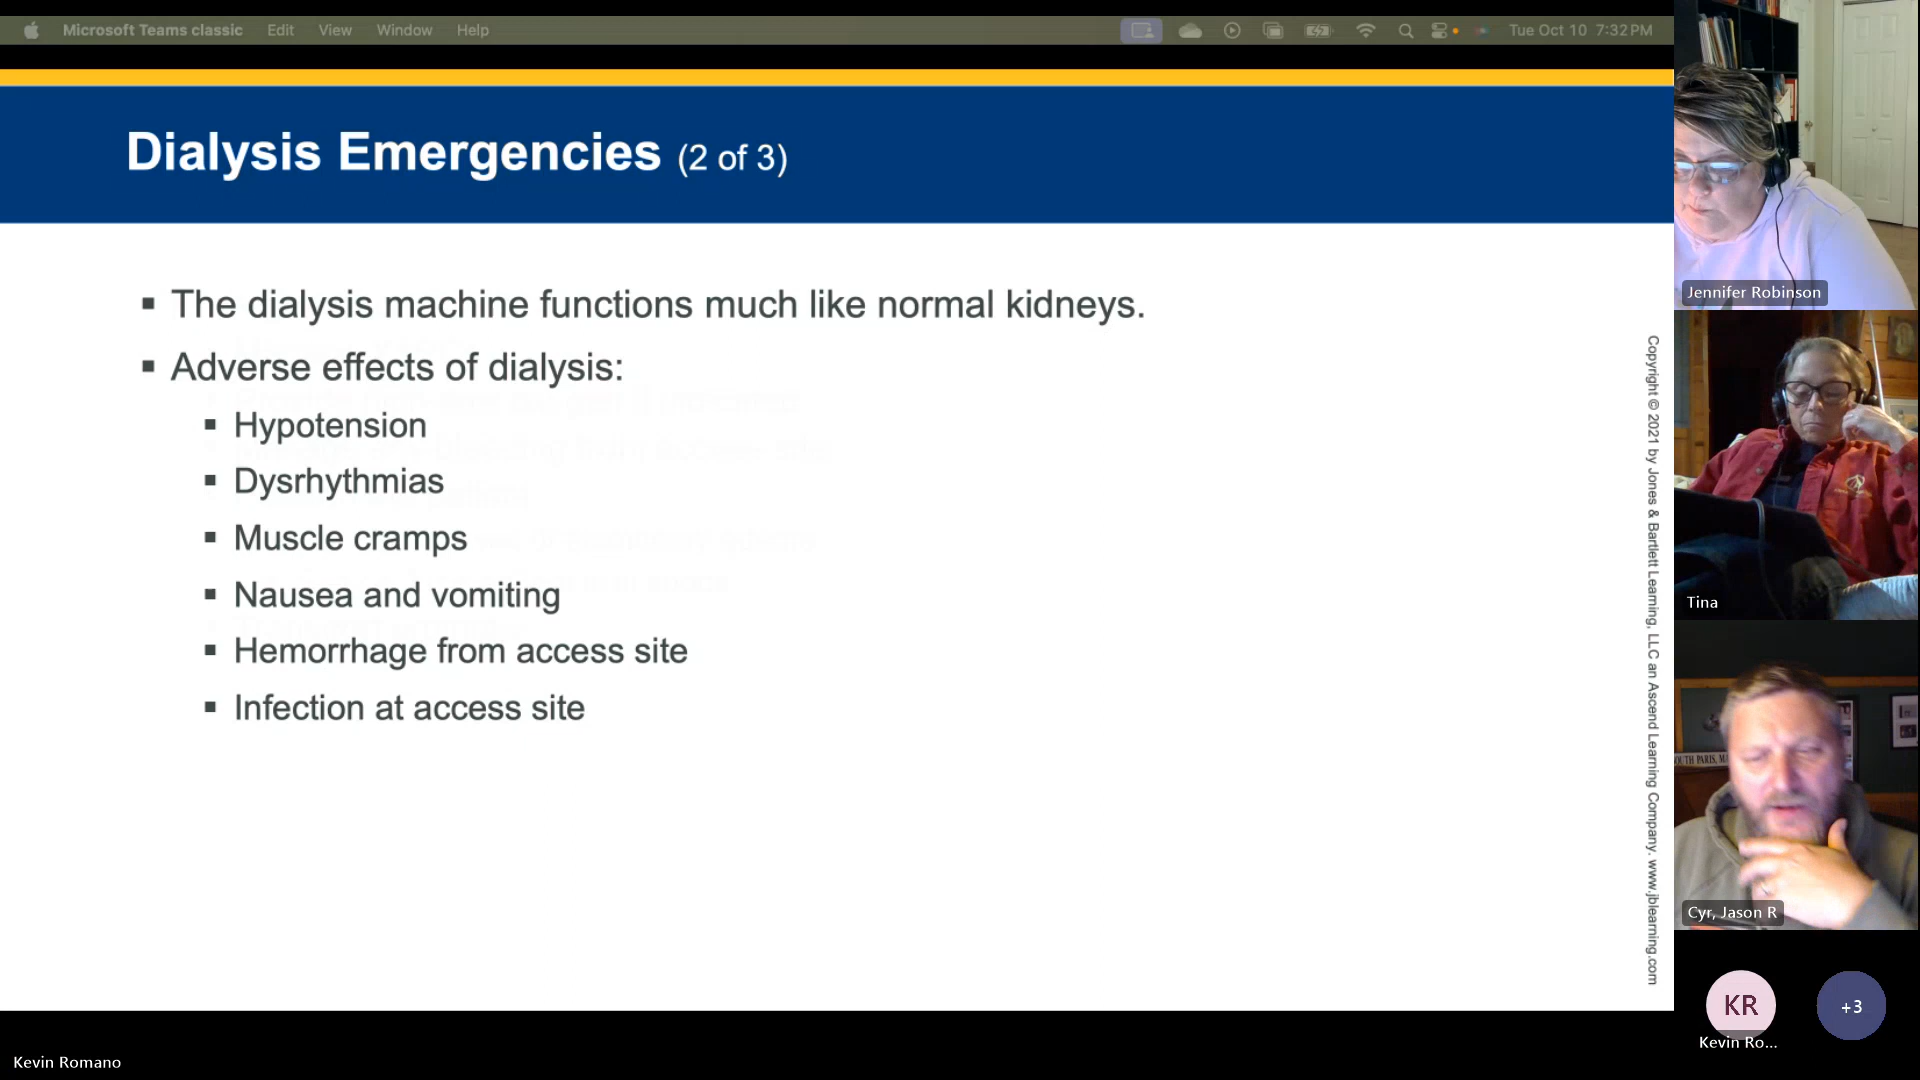 Microsoft Teams classic Edit View Window Help Tue Oct 10 7:32 PM
Dialysis Emergencies (2 of 3)
▪ The dialysis machine functions much like normal kidneys.
▪ Adverse effects of dialysis:
▪ Hypotension
▪ Dysrhythmias
▪ Muscle cramps
▪ Nausea and vomiting
▪ Hemorrhage from access site
▪ Infection at access site
Copyright © 2021 by Jones & Bartlett Learning, LLC an Ascend Learning Company. www.jblearning.com
Jennifer Robinson
Tina
Cyr, Jason R
KR
Kevin Ro...
+3
Kevin Romano